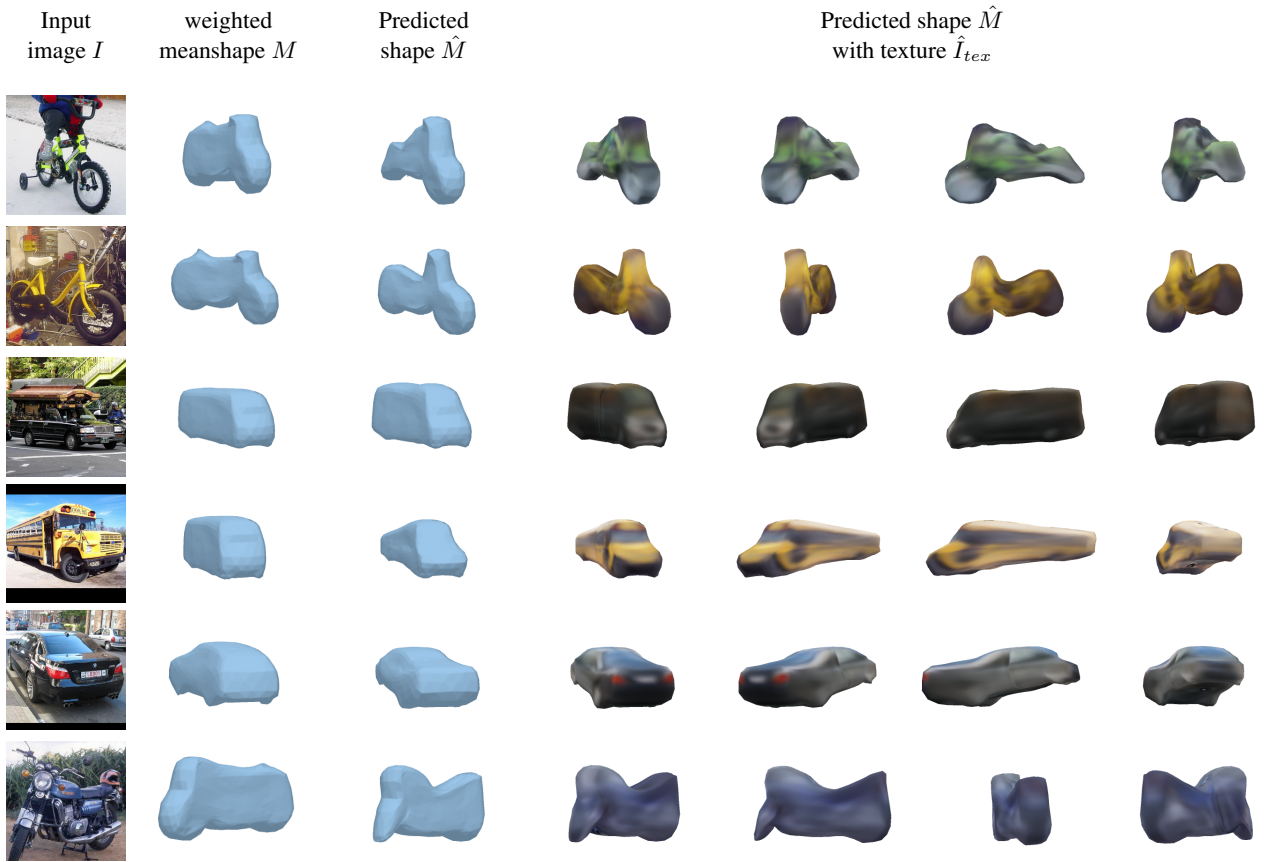 Input
image I
weighted
meanshape M
Predicted
shape M̂
Predicted shape M̂
with texture Î_tex